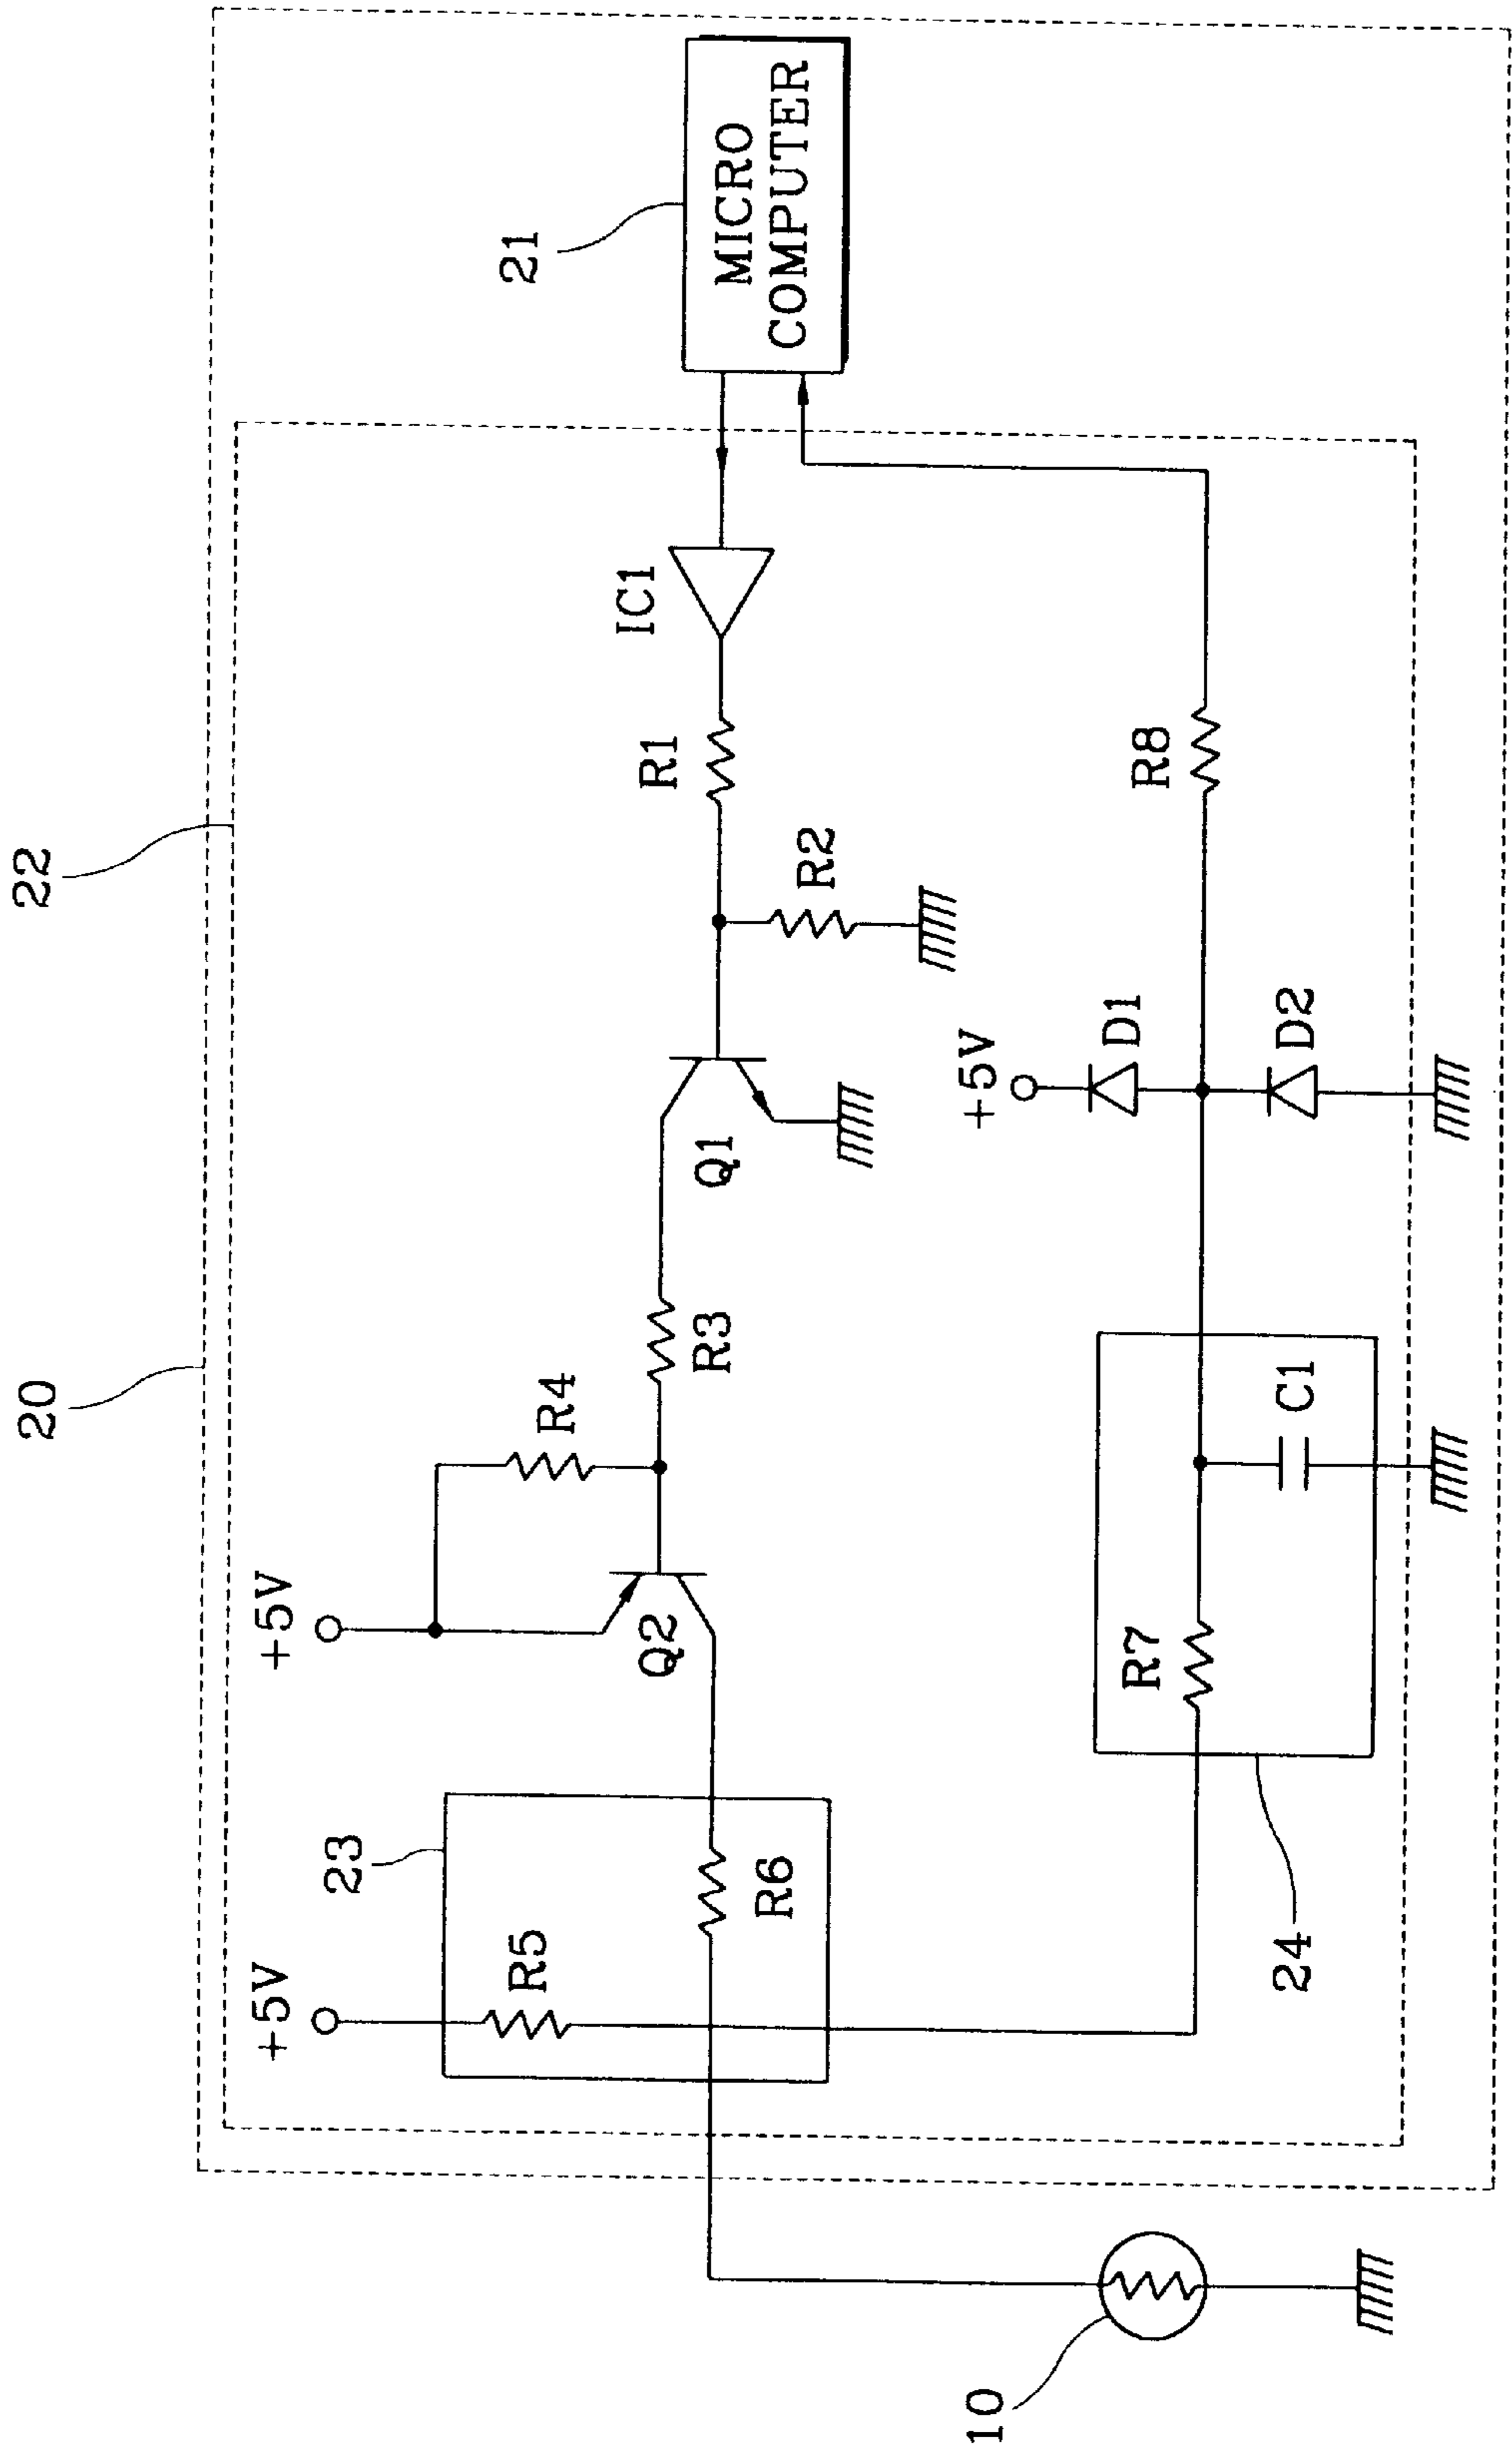 20
22
21
MICRO
COMPUTER
IC1
R1
R2
Q1
R3
R4
+5V
Q2
23
+5V
R5
R6
+5V
D1
D2
R8
R7
C1
24
10